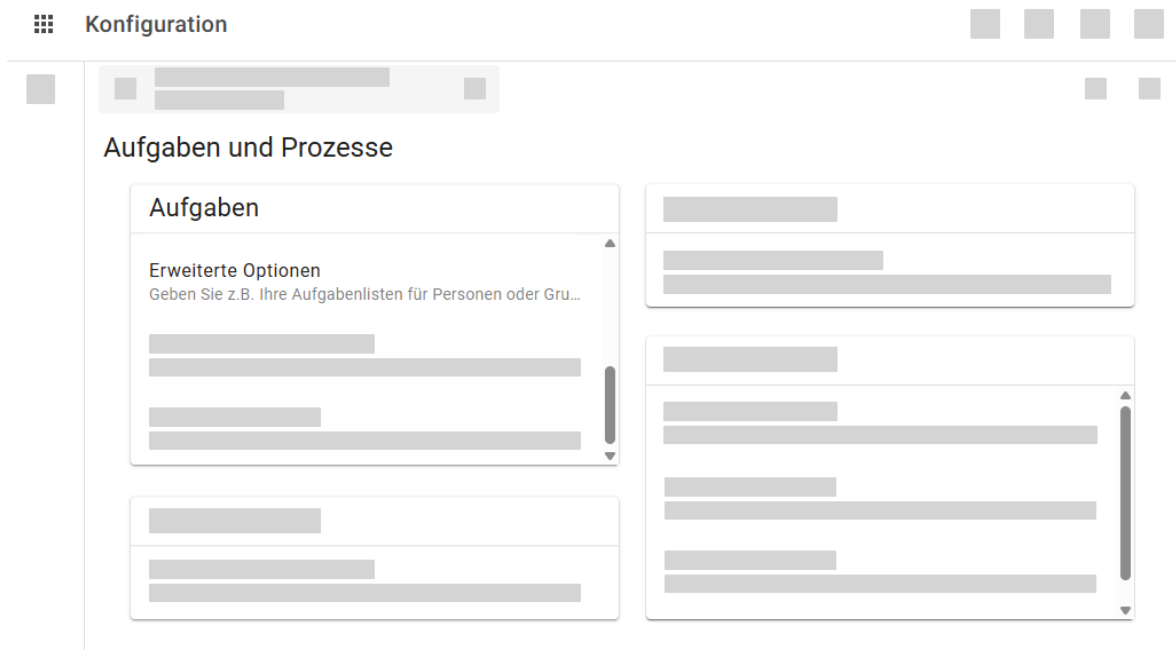 Konfiguration
Aufgaben und Prozesse
Aufgaben
Erweiterte Optionen
Geben Sie z.B. Ihre Aufgabenlisten für Personen oder Gru...